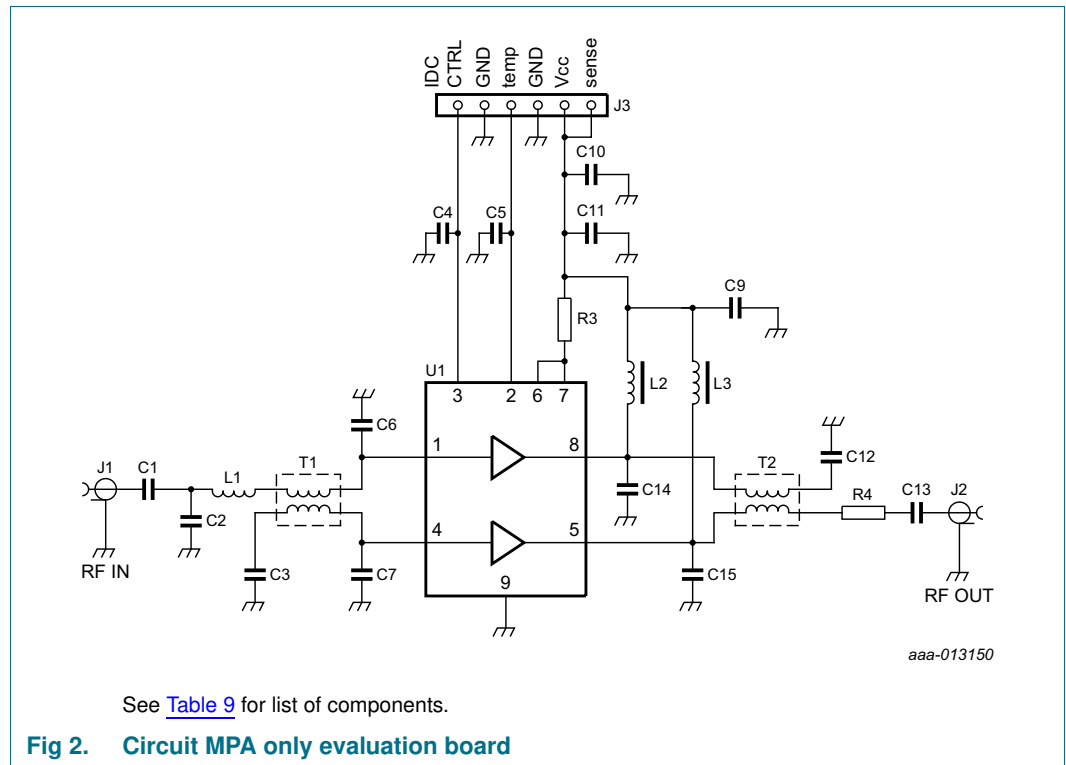 IDC
CTRL
GND
temp
GND
Vcc
sense
J3
C10
C4
C5
C11
C9
R3
U1
L2
L3
3
2
6
7
C6
1
8
J1
C1
L1
T1
T2
C12
C14
R4
C13
J2
C2
4
5
C3
C7
9
C15
RF IN
RF OUT
aaa-013150
See Table 9 for list of components.
Fig 2. Circuit MPA only evaluation board